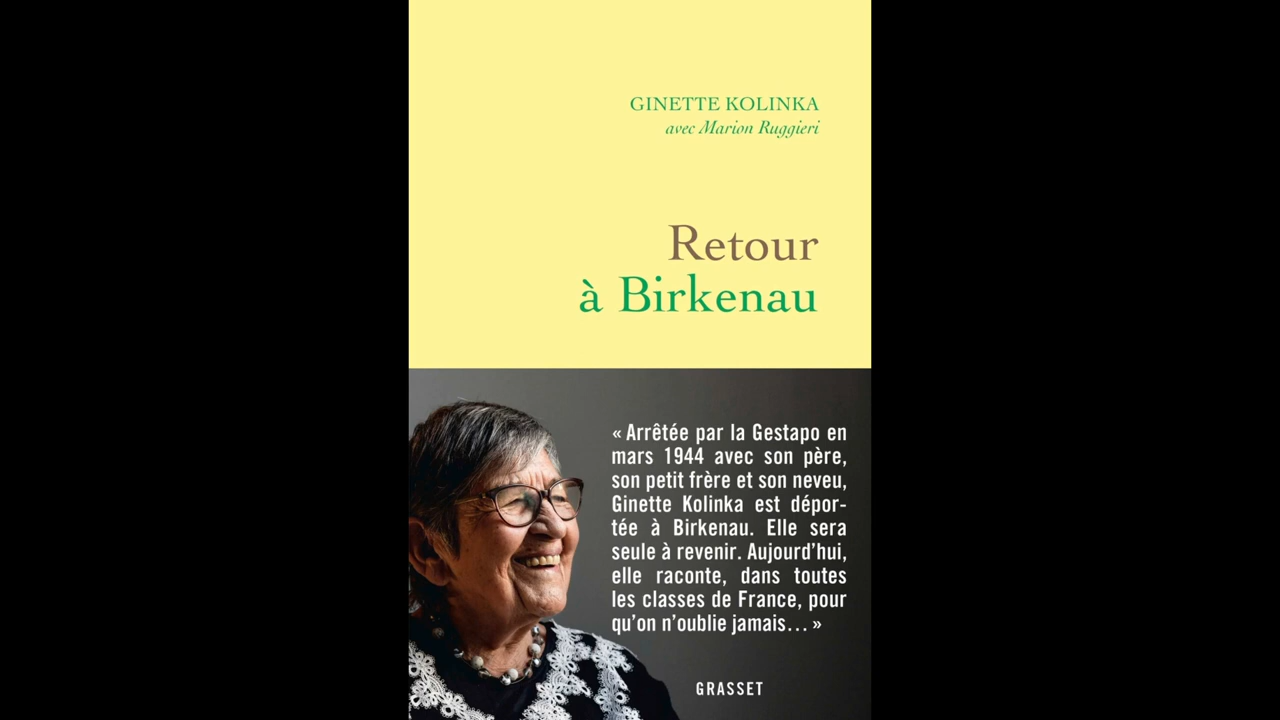 GINETTE KOLINKA
avec Marion Ruggieri
Retour
à Birkenau
« Arrêtée par la Gestapo en
mars 1944 avec son père,
son petit frère et son neveu,
Ginette Kolinka est dépor-
tée à Birkenau. Elle sera
seule à revenir. Aujourd’hui,
elle raconte, dans toutes
les classes de France, pour
qu’on n’oublie jamais... »
GRASSET